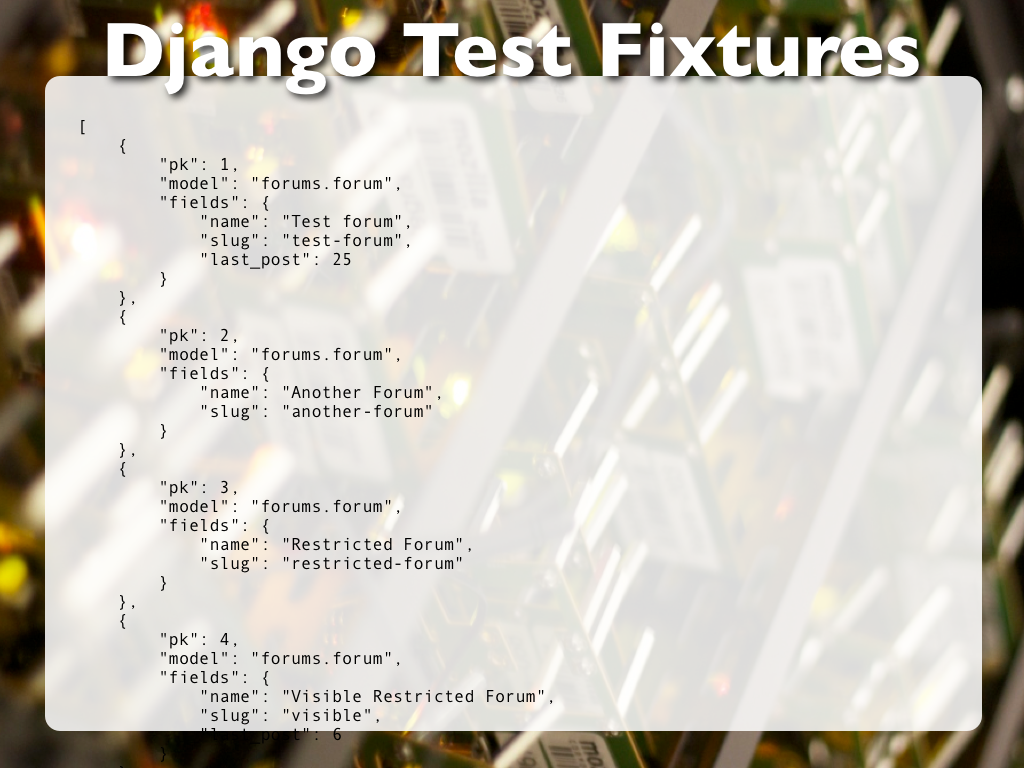 Django Test Fixtures
[
    {
        "pk": 1,
        "model": "forums.forum",
        "fields": {
            "name": "Test forum",
            "slug": "test-forum",
            "last_post": 25
        }
    },
    {
        "pk": 2,
        "model": "forums.forum",
        "fields": {
            "name": "Another Forum",
            "slug": "another-forum"
        }
    },
    {
        "pk": 3,
        "model": "forums.forum",
        "fields": {
            "name": "Restricted Forum",
            "slug": "restricted-forum"
        }
    },
    {
        "pk": 4,
        "model": "forums.forum",
        "fields": {
            "name": "Visible Restricted Forum",
            "slug": "visible",
            "last_post": 6
        }